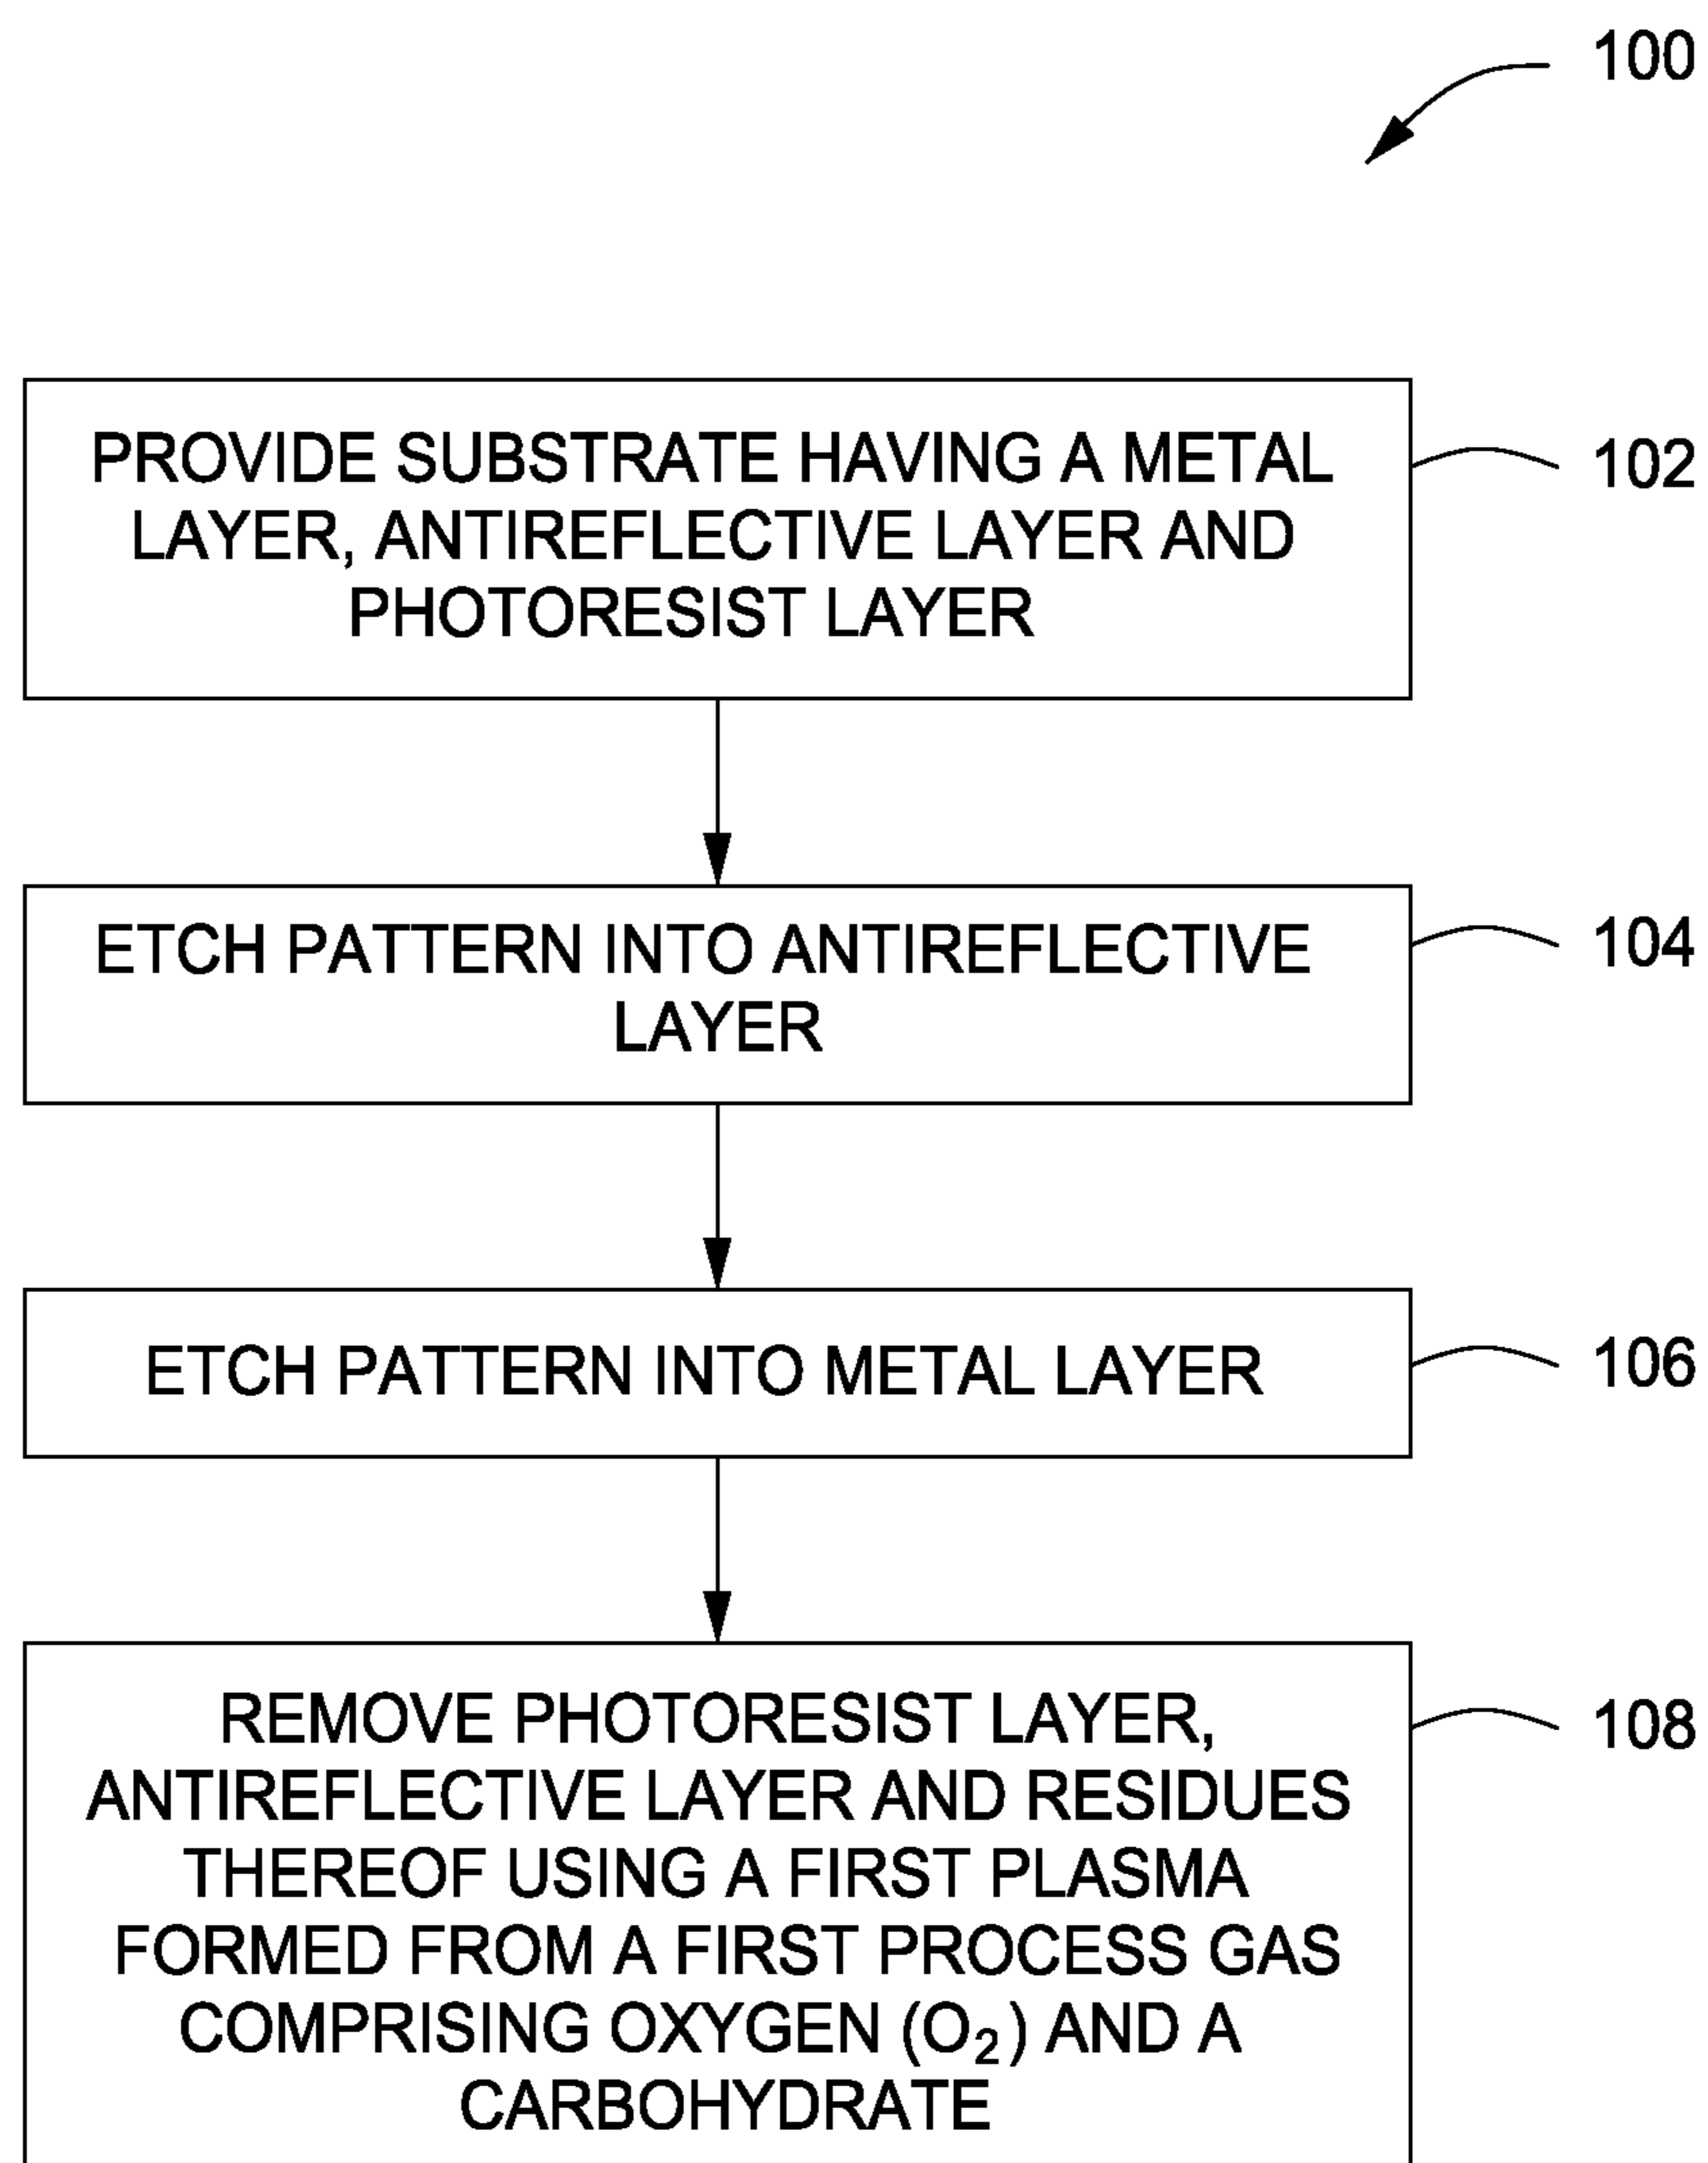 100
PROVIDE SUBSTRATE HAVING A METAL
LAYER, ANTIREFLECTIVE LAYER AND
PHOTORESIST LAYER
102
ETCH PATTERN INTO ANTIREFLECTIVE
LAYER
104
ETCH PATTERN INTO METAL LAYER
106
REMOVE PHOTORESIST LAYER,
ANTIREFLECTIVE LAYER AND RESIDUES
THEREOF USING A FIRST PLASMA
FORMED FROM A FIRST PROCESS GAS
COMPRISING OXYGEN (O₂) AND A
CARBOHYDRATE
108